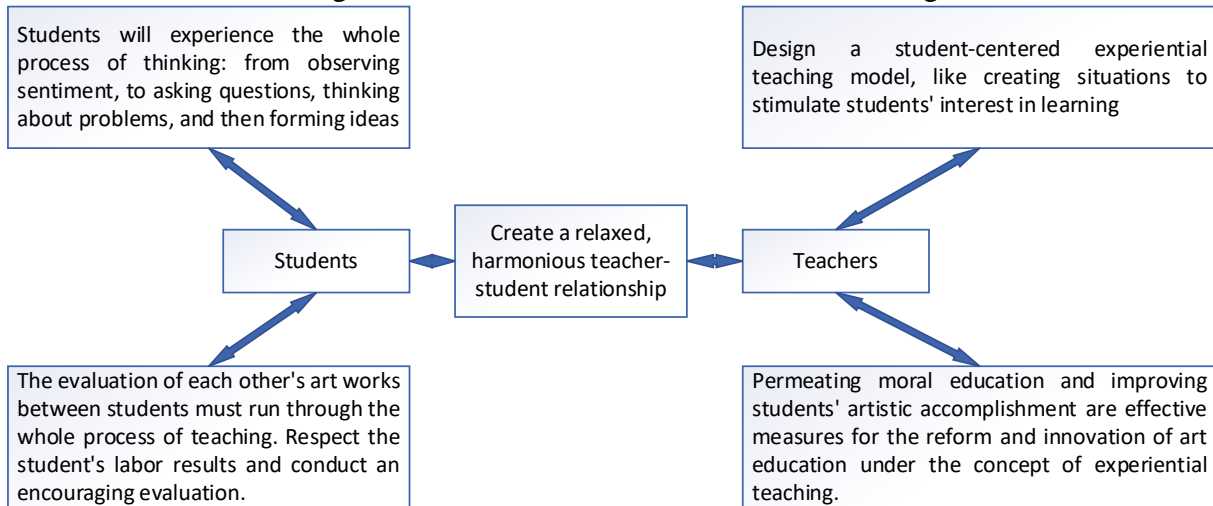 Students will experience the whole
process of thinking: from observing
sentiment, to asking questions, thinking
about problems, and then forming ideas
Design a student-centered experiential
teaching model, like creating situations to
stimulate students' interest in learning
Students
Create a relaxed,
harmonious teacher-
student relationship
Teachers
The evaluation of each other's art works
between students must run through the
whole process of teaching. Respect the
student's labor results and conduct an
encouraging evaluation.
Permeating moral education and improving
students' artistic accomplishment are effective
measures for the reform and innovation of art
education under the concept of experiential
teaching.